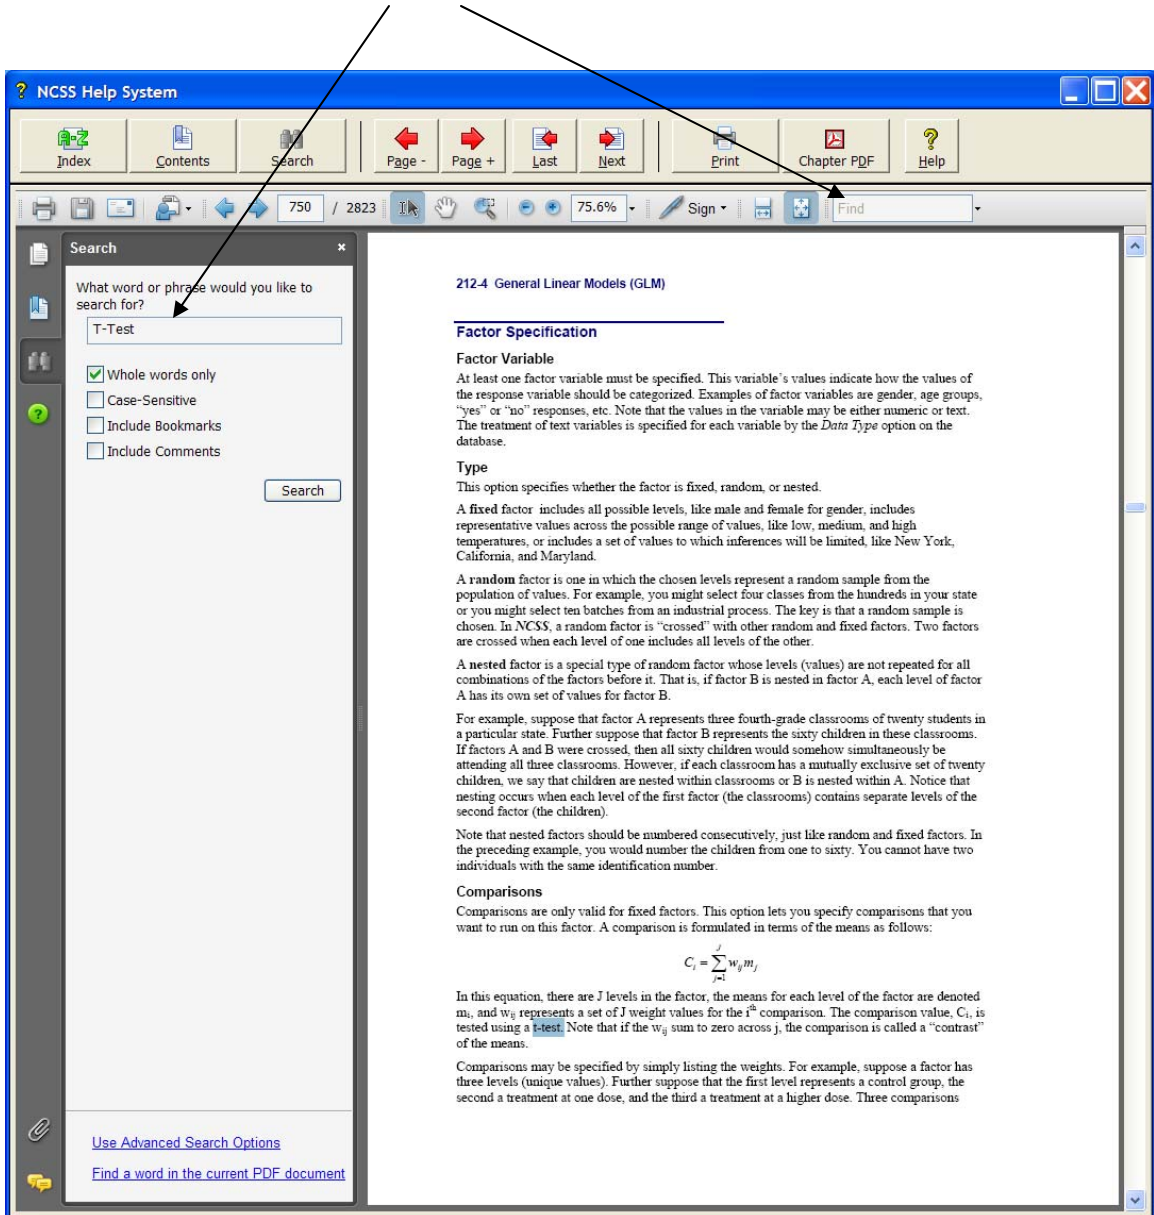 NCSS Help System
Index Contents Search Page - Page + Last Next Print Chapter PDF Help
750 / 2823 75.6% Sign Find
Search
What word or phrase would you like to
search for?
T-Test
Whole words only
Case-Sensitive
Include Bookmarks
Include Comments
Search
Use Advanced Search Options
Find a word in the current PDF document
212-4 General Linear Models (GLM)
Factor Specification
Factor Variable
At least one factor variable must be specified. This variable's values indicate how the values of
the response variable should be categorized. Examples of factor variables are gender, age groups,
"yes" or "no" responses, etc. Note that the values in the variable may be either numeric or text.
The treatment of text variables is specified for each variable by the Data Type option on the
database.
Type
This option specifies whether the factor is fixed, random, or nested.
A fixed factor includes all possible levels, like male and female for gender, includes
representative values across the possible range of values, like low, medium, and high
temperatures, or includes a set of values to which inferences will be limited, like New York,
California, and Maryland.
A random factor is one in which the chosen levels represent a random sample from the
population of values. For example, you might select four classes from the hundreds in your state
or you might select ten batches from an industrial process. The key is that a random sample is
chosen. In NCSS, a random factor is "crossed" with other random and fixed factors. Two factors
are crossed when each level of one includes all levels of the other.
A nested factor is a special type of random factor whose levels (values) are not repeated for all
combinations of the factors before it. That is, if factor B is nested in factor A, each level of factor
A has its own set of values for factor B.
For example, suppose that factor A represents three fourth-grade classrooms of twenty students in
a particular state. Further suppose that factor B represents the sixty children in these classrooms.
If factors A and B were crossed, then all sixty children would somehow simultaneously be
attending all three classrooms. However, if each classroom has a mutually exclusive set of twenty
children, we say that children are nested within classrooms or B is nested within A. Notice that
nesting occurs when each level of the first factor (the classrooms) contains separate levels of the
second factor (the children).
Note that nested factors should be numbered consecutively, just like random and fixed factors. In
the preceding example, you would number the children from one to sixty. You cannot have two
individuals with the same identification number.
Comparisons
Comparisons are only valid for fixed factors. This option lets you specify comparisons that you
want to run on this factor. A comparison is formulated in terms of the means as follows:
C_i = ∑_{j=1}^{J} w_{ij} m_j
In this equation, there are J levels in the factor, the means for each level of the factor are denoted
m_i, and w_{ij} represents a set of J weight values for the i^{th} comparison. The comparison value, C_i, is
tested using a t-test. Note that if the w_{ij} sum to zero across j, the comparison is called a "contrast"
of the means.
Comparisons may be specified by simply listing the weights. For example, suppose a factor has
three levels (unique values). Further suppose that the first level represents a control group, the
second a treatment at one dose, and the third a treatment at a higher dose. Three comparisons